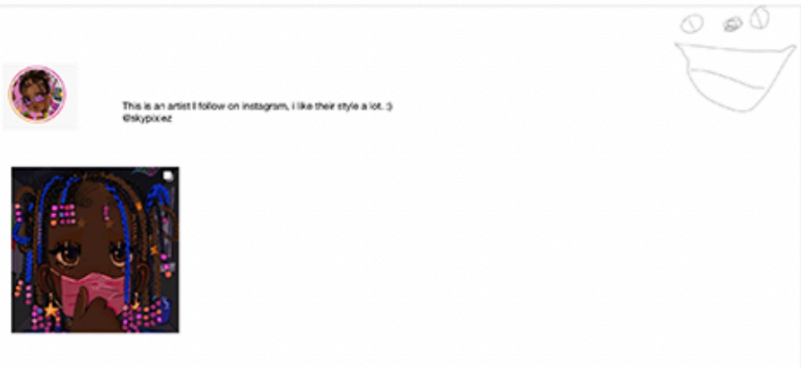 This is an artist I follow on instagram, i like their style a lot. :)
@skypixiez